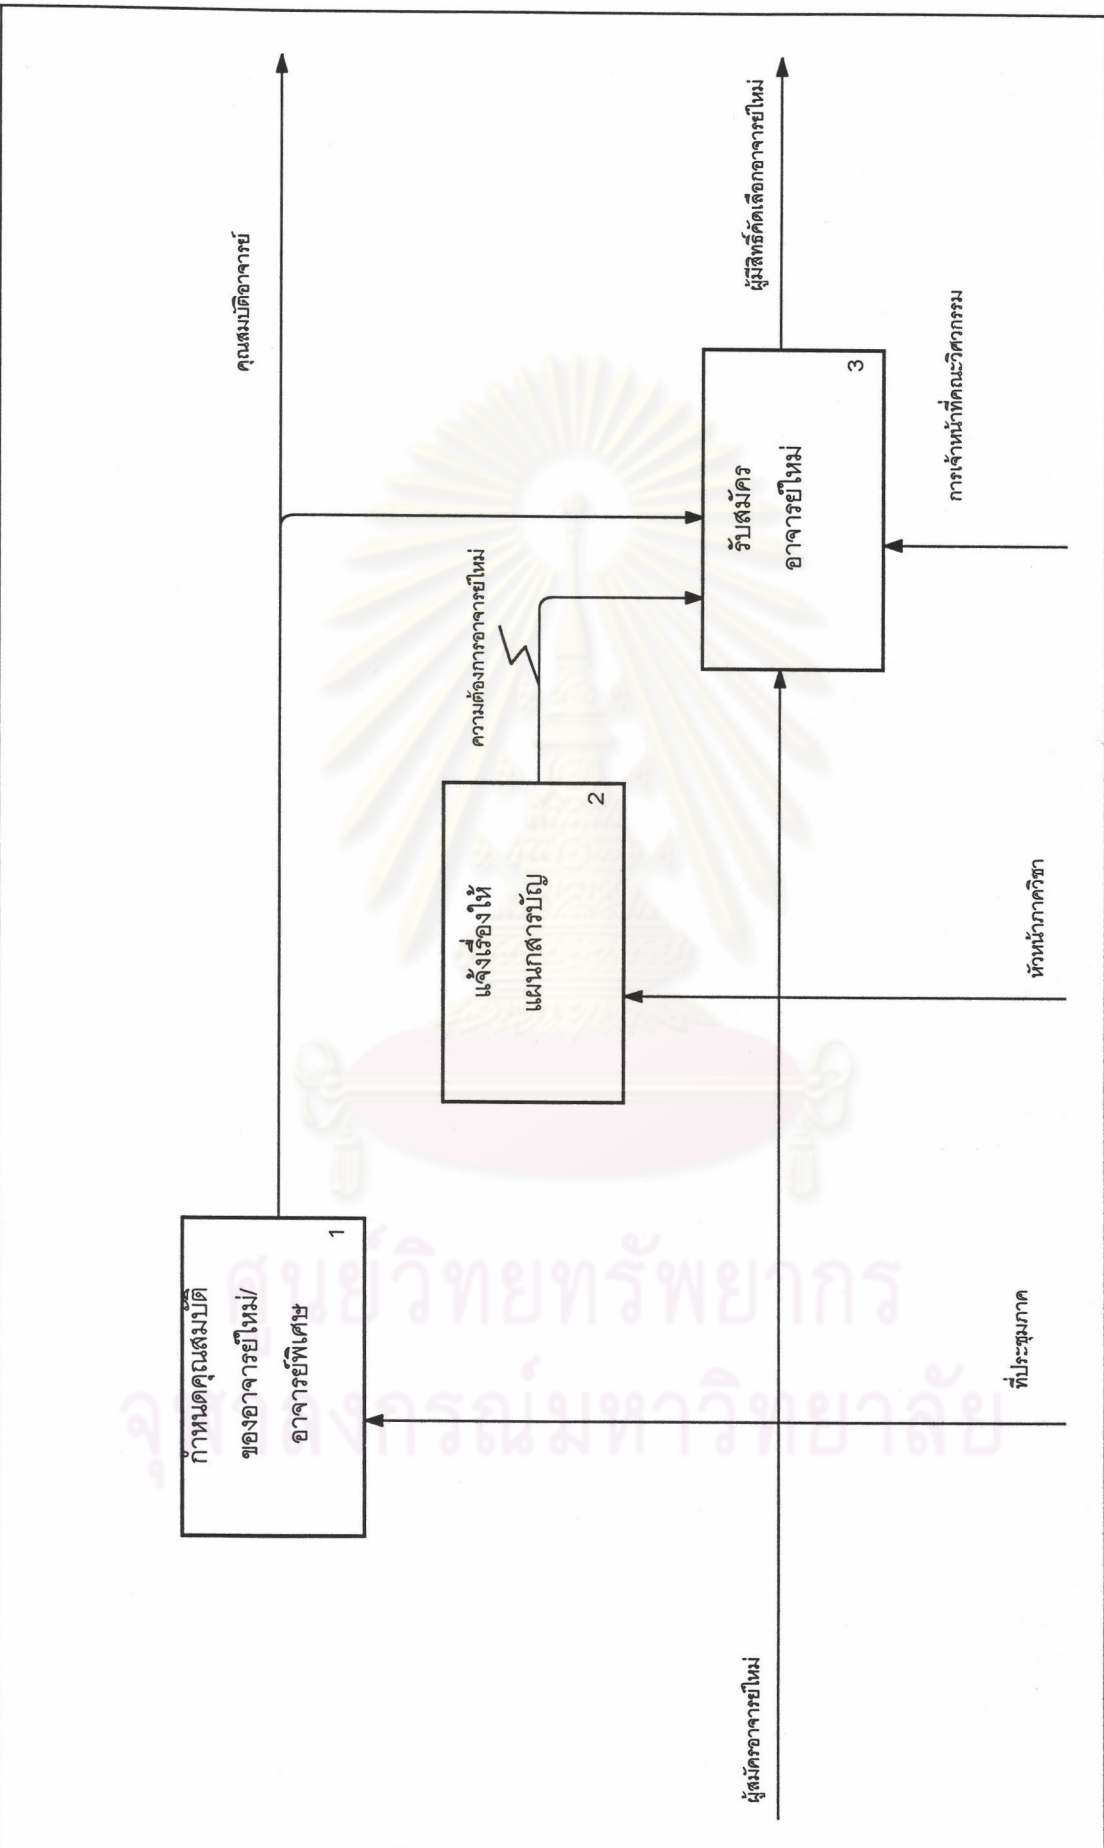 กำหนดคุณสมบัติ
ของอาจารย์ใหม่/
อาจารย์พิเศษ
1
คุณสมบัติอาจารย์
แจ้งเรื่องให้
แผนกสารบัญ
2
ความต้องการอาจารย์ใหม่
รับสมัคร
อาจารย์ใหม่
3
ผู้สมัครอาจารย์ใหม่
ผู้มีสิทธิ์คัดเลือกอาจารย์ใหม่
ที่ประชุมภาค
หัวหน้าภาควิชา
การเจ้าหน้าที่คณะวิศวกรรม
ศูนย์วิทยทรัพยากร
จุฬาลงกรณ์มหาวิทยาลัย